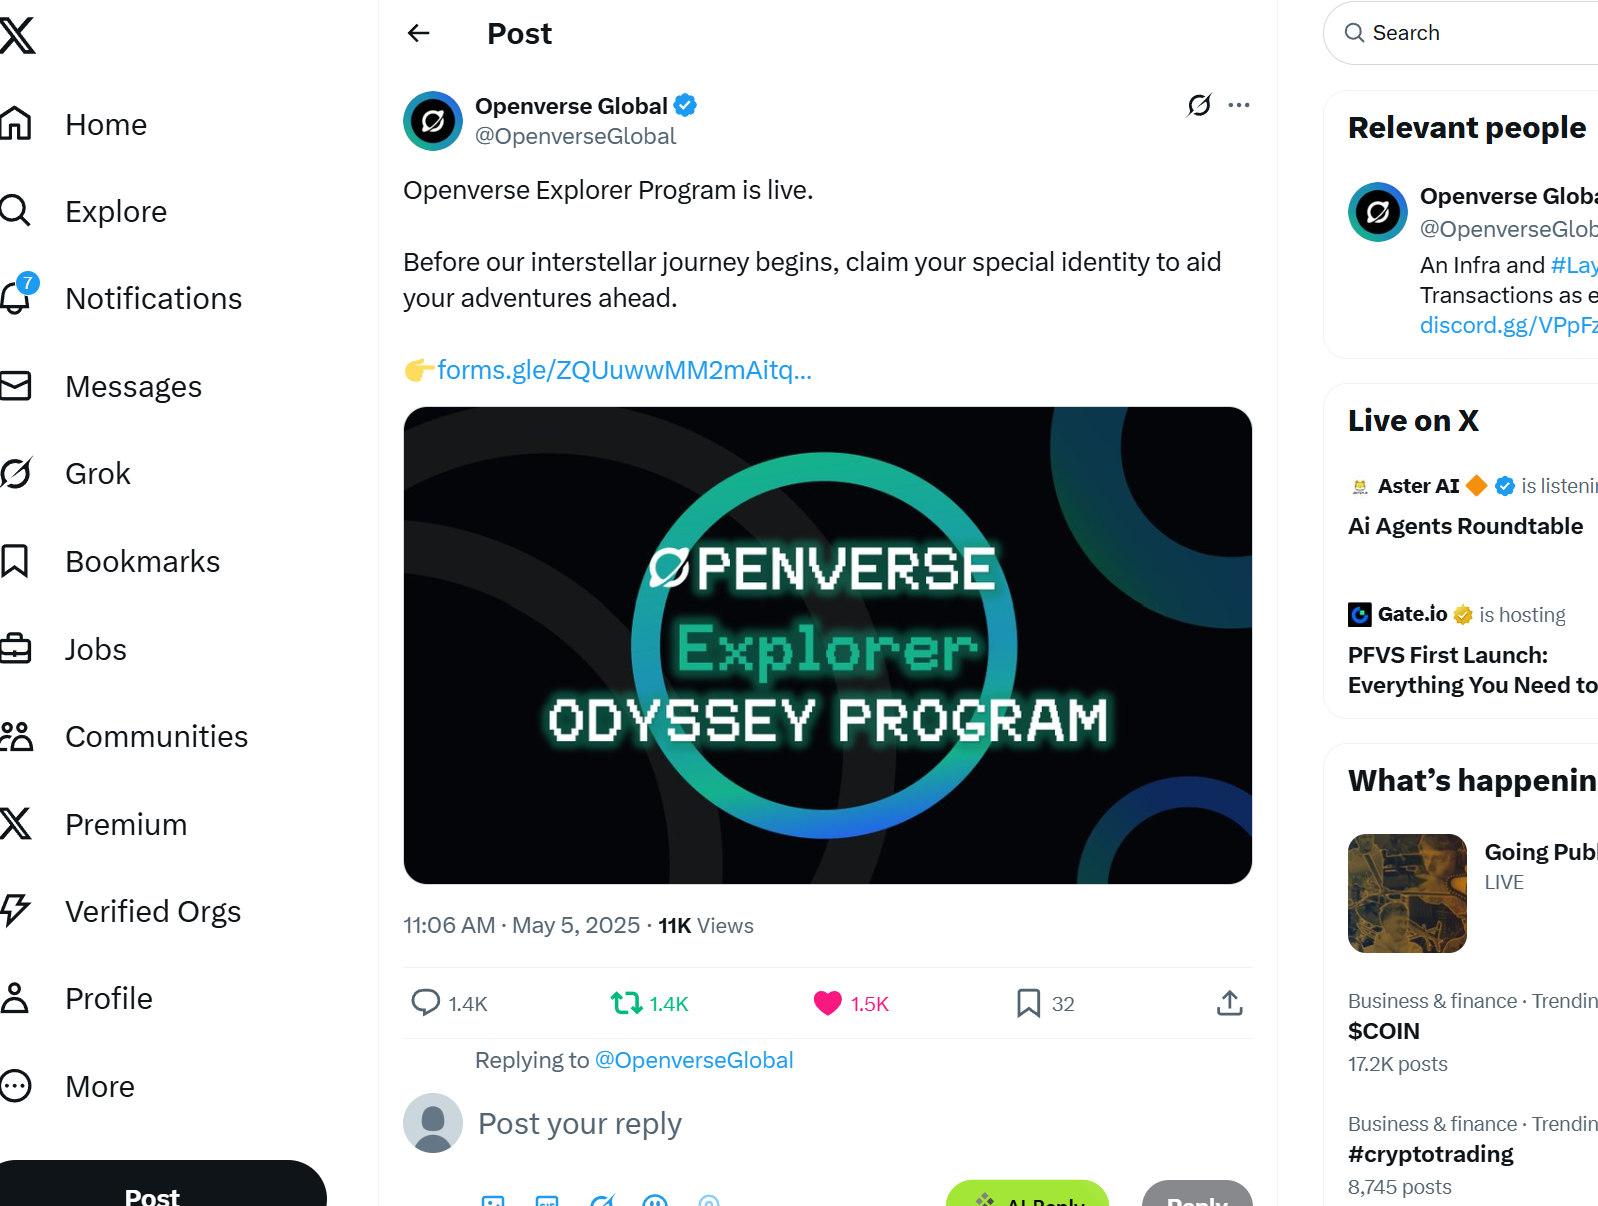 Home
Explore
7
Notifications
Messages
Grok
Bookmarks
Jobs
Communities
Premium
Verified Orgs
Profile
More
Post
Post
Openverse Global
@OpenverseGlobal
Openverse Explorer Program is live.
Before our interstellar journey begins, claim your special identity to aid
your adventures ahead.
👉forms.gle/ZQUuwwMM2mAitq...
OPENVERSE
Explorer
ODYSSEY PROGRAM
11:06 AM · May 5, 2025 · 11K Views
1.4K 1.4K 1.5K 32
Replying to @OpenverseGlobal
Post your reply
AI Reply Reply
Search
Relevant people
Openverse Globa
@OpenverseGlob
An Infra and #Lay
Transactions as e
discord.gg/VPpFz
Live on X
Aster AI 🔶 is listenin
Ai Agents Roundtable
Gate.io is hosting
PFVS First Launch:
Everything You Need to
What's happenin
Going Publ
LIVE
Business & finance · Trendin
$COIN
17.2K posts
Business & finance · Trendin
#cryptotrading
8,745 posts